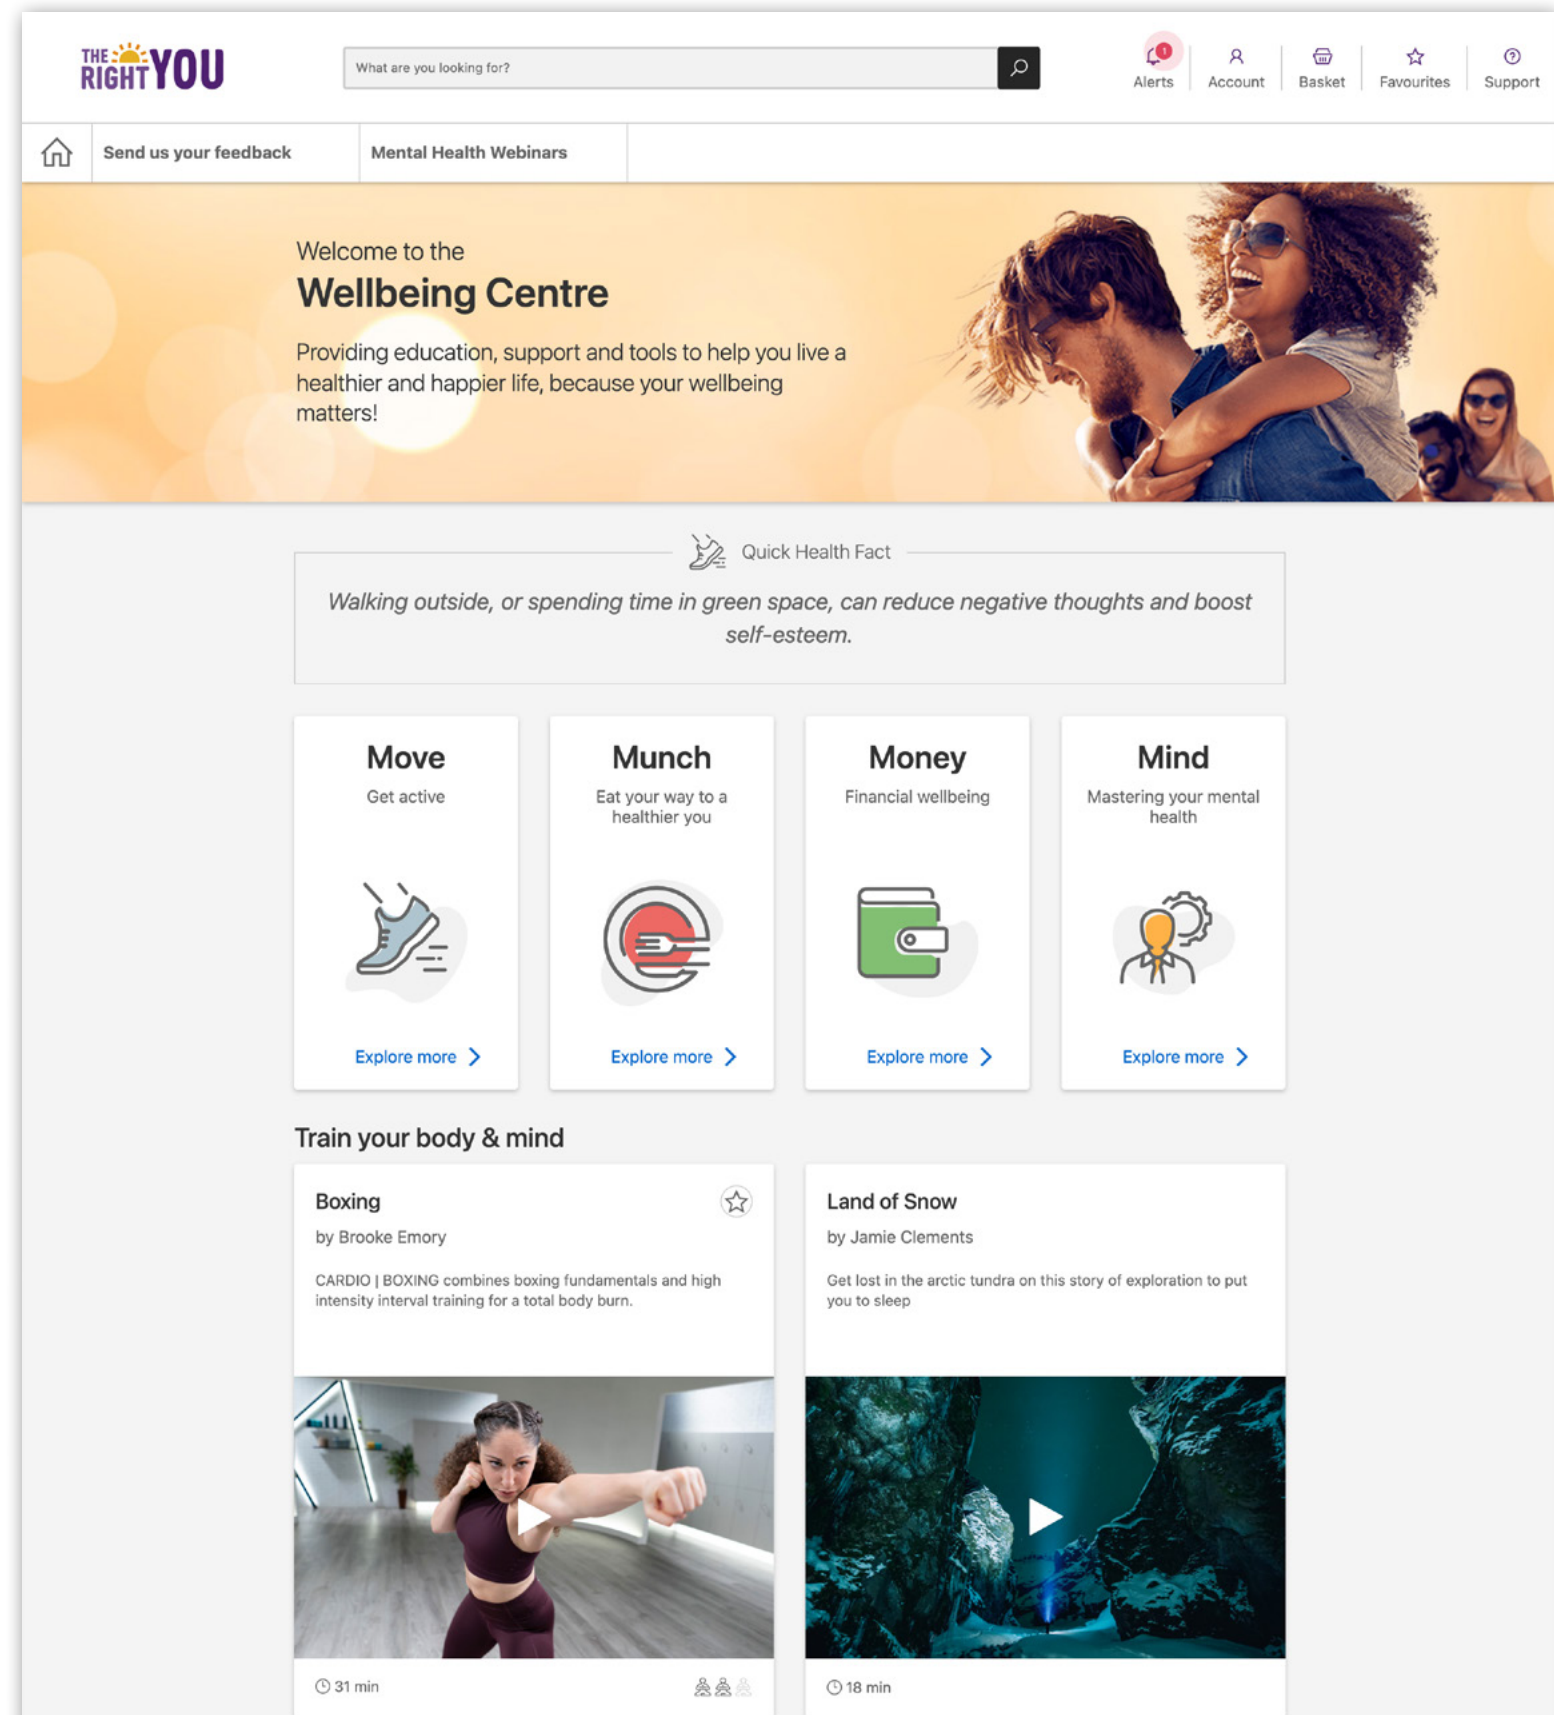 THE
RIGHT YOU
What are you looking for?
1
Alerts
Account
Basket
Favourites
Support
Send us your feedback
Mental Health Webinars
Welcome to the
Wellbeing Centre
Providing education, support and tools to help you live a
healthier and happier life, because your wellbeing
matters!
Quick Health Fact
Walking outside, or spending time in green space, can reduce negative thoughts and boost
self-esteem.
Move
Get active
Explore more
Munch
Eat your way to a
healthier you
Explore more
Money
Financial wellbeing
Explore more
Mind
Mastering your mental
health
Explore more
Train your body & mind
Boxing
by Brooke Emory
CARDIO | BOXING combines boxing fundamentals and high
intensity interval training for a total body burn.
31 min
Land of Snow
by Jamie Clements
Get lost in the arctic tundra on this story of exploration to put
you to sleep
18 min